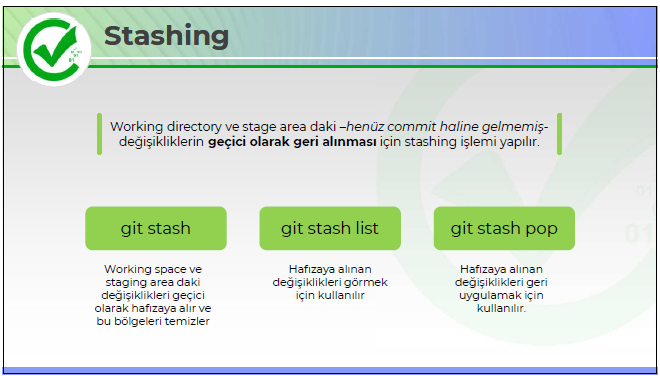 Stashing
Working directory ve stage area daki –henüz commit haline gelmemiş-
değişikliklerin geçici olarak geri alınması için stashing işlemi yapılır.
git stash
git stash list
git stash pop
Working space ve
staging area daki
değişiklikleri geçici
olarak hafızaya alır ve
bu bölgeleri temizler
Hafızaya alınan
değişiklikleri görmek
için kullanılır
Hafızaya alınan
değişiklikleri geri
uygulamak için
kullanılır.